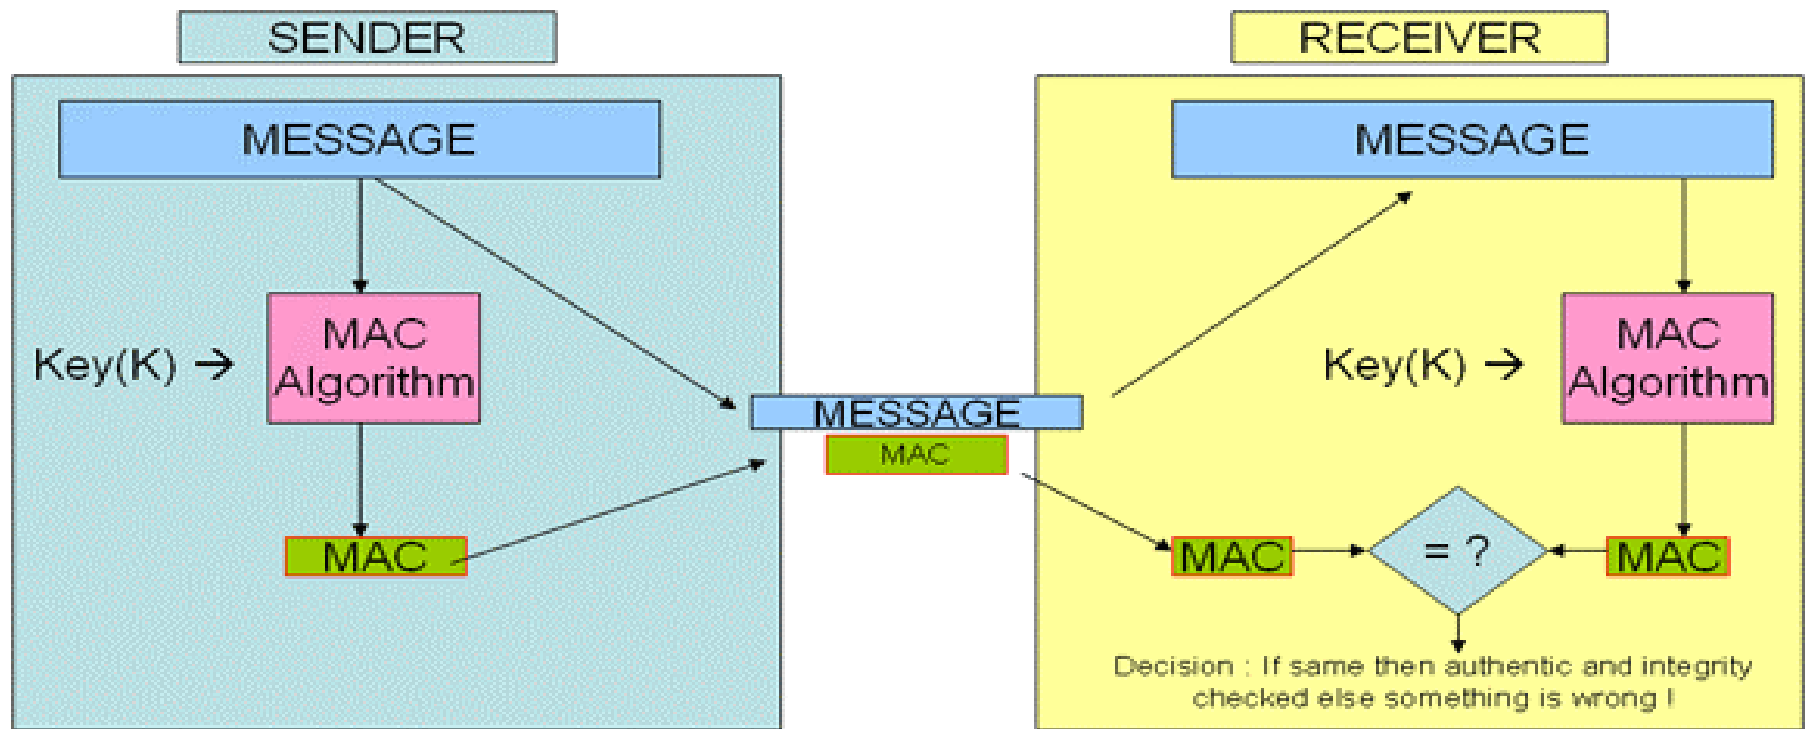 SENDER
MESSAGE
Key(K) →
MAC
Algorithm
MAC
MESSAGE
MAC
RECEIVER
MESSAGE
Key(K) →
MAC
Algorithm
MAC
= ?
MAC
Decision : If same then authentic and integrity
checked else something is wrong !